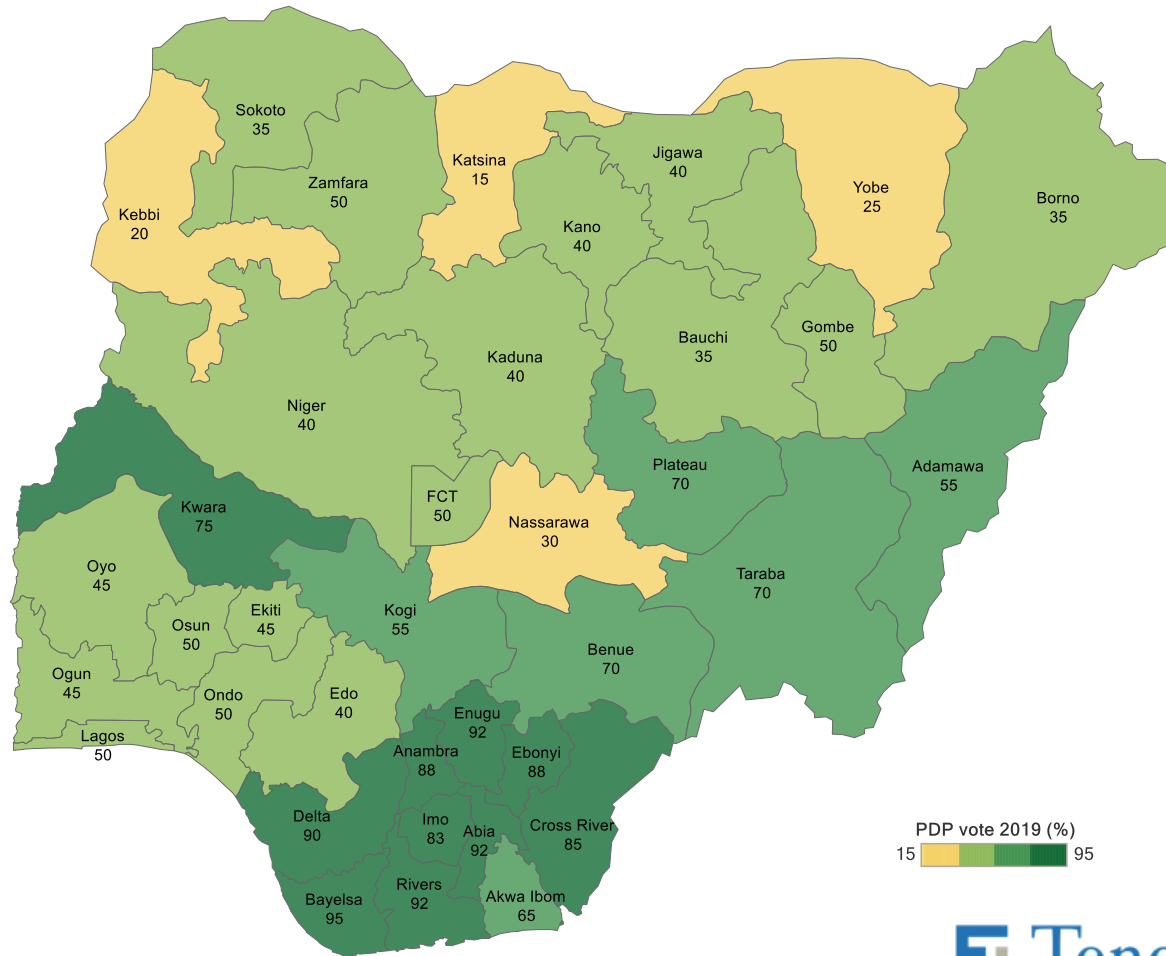 Sokoto
35
Zamfara
50
Katsina
15
Jigawa
40
Yobe
25
Borno
35
Kebbi
20
Kano
40
Bauchi
35
Gombe
50
Kaduna
40
Niger
40
Plateau
70
Adamawa
55
FCT
50
Nassarawa
30
Kwara
75
Taraba
70
Oyo
45
Osun
50
Ekiti
45
Kogi
55
Benue
70
Ogun
45
Ondo
50
Edo
40
Lagos
50
Enugu
92
Anambra
88
Ebonyi
88
Delta
90
Imo
83
Abia
92
Cross River
85
Bayelsa
95
Rivers
92
Akwa Ibom
65
PDP vote 2019 (%)
15 95